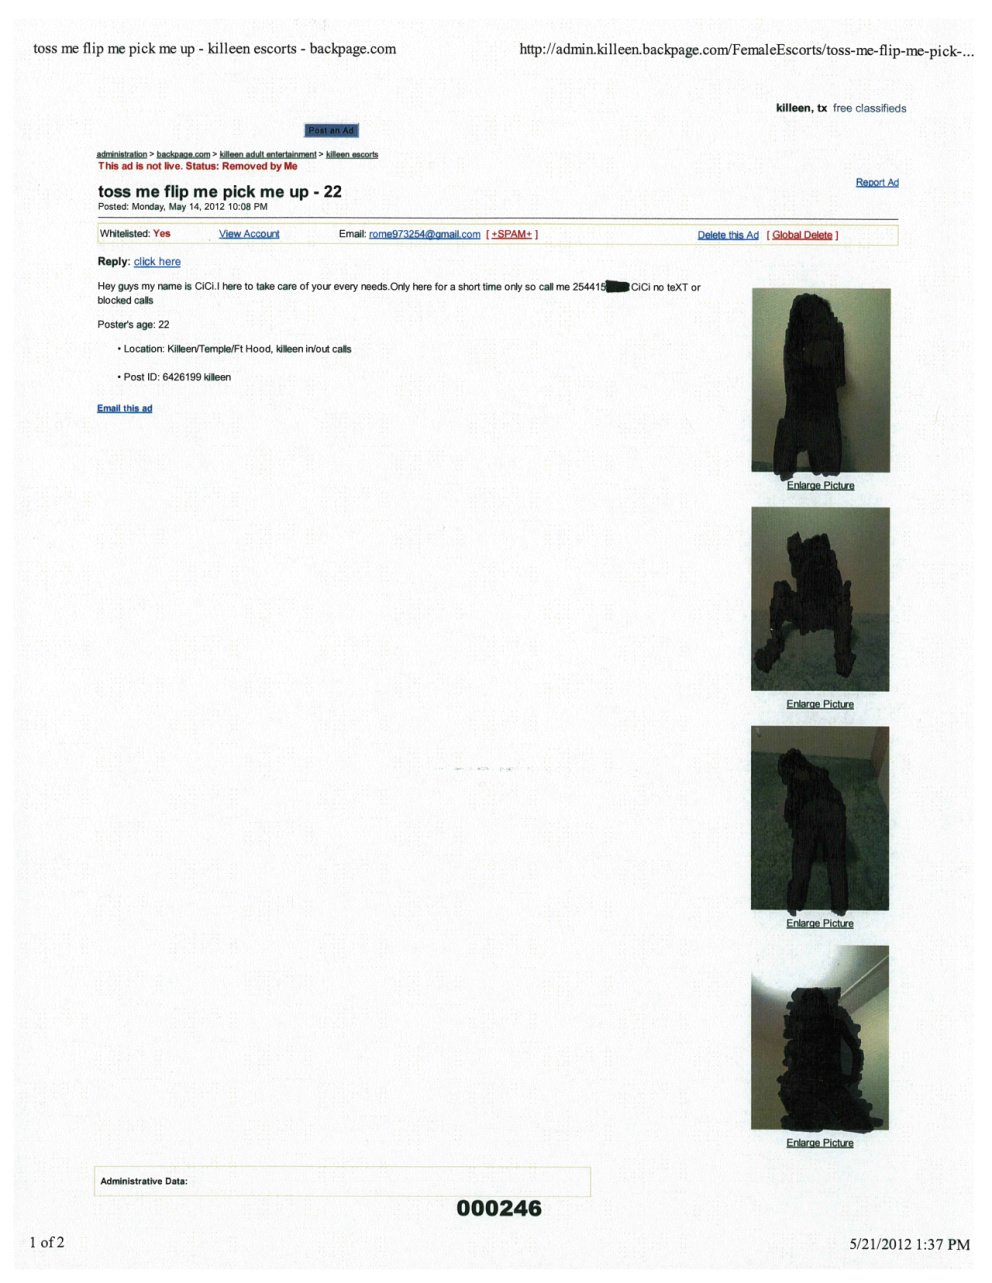 toss me flip me pick me up - killeen escorts - backpage.com
http://admin.killeen.backpage.com/FemaleEscorts/toss-me-flip-me-pick-...
killeen, tx free classifieds
Post an Ad
administration > backpage.com > killeen adult entertainment > killeen escorts
This ad is not live. Status: Removed by Me
Report Ad
toss me flip me pick me up - 22
Posted: Monday, May 14, 2012 10:08 PM
Whitelisted: Yes View Account Email: rome973254@gmail.com [ +SPAM+ ] Delete this Ad [ Global Delete ]
Reply: click here
Hey guys my name is CiCi.I here to take care of your every needs.Only here for a short time only so call me 254415 CiCi no teXT or
blocked calls
Poster's age: 22
• Location: Killeen/Temple/Ft Hood, killeen in/out calls
• Post ID: 6426199 killeen
Email this ad
Enlarge Picture
Enlarge Picture
Enlarge Picture
Enlarge Picture
Administrative Data:
000246
1 of 2
5/21/2012 1:37 PM